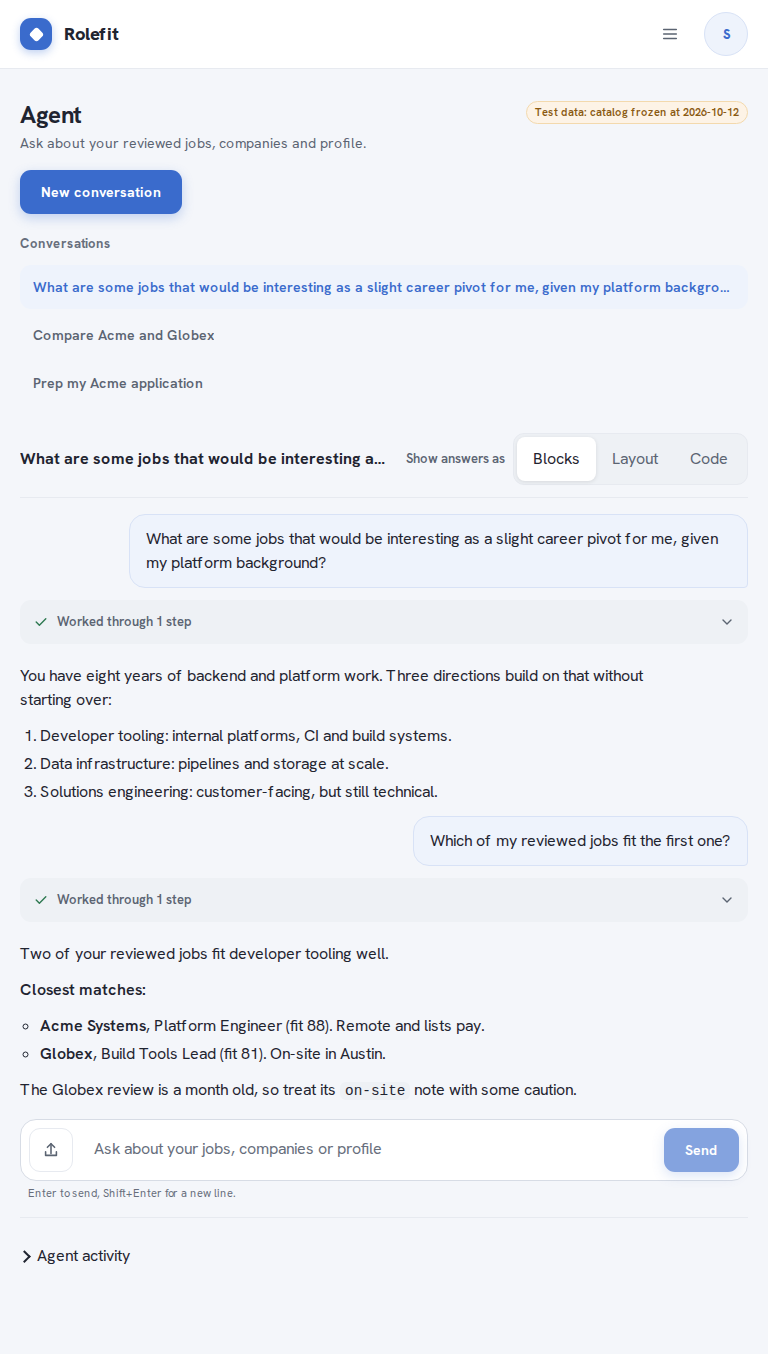 Rolefit
S
Agent
Test data: catalog frozen at 2026-10-12
Ask about your reviewed jobs, companies and profile.
New conversation
Conversations
What are some jobs that would be interesting as a slight career pivot for me, given my platform backgro…
Compare Acme and Globex
Prep my Acme application
What are some jobs that would be interesting a…
Show answers as
Blocks
Layout
Code
What are some jobs that would be interesting as a slight career pivot for me, given
my platform background?
Worked through 1 step
You have eight years of backend and platform work. Three directions build on that without
starting over:
1. Developer tooling: internal platforms, CI and build systems.
2. Data infrastructure: pipelines and storage at scale.
3. Solutions engineering: customer-facing, but still technical.
Which of my reviewed jobs fit the first one?
Worked through 1 step
Two of your reviewed jobs fit developer tooling well.
Closest matches:
Acme Systems, Platform Engineer (fit 88). Remote and lists pay.
Globex, Build Tools Lead (fit 81). On-site in Austin.
The Globex review is a month old, so treat its on-site note with some caution.
Ask about your jobs, companies or profile
Send
Enter to send, Shift+Enter for a new line.
Agent activity